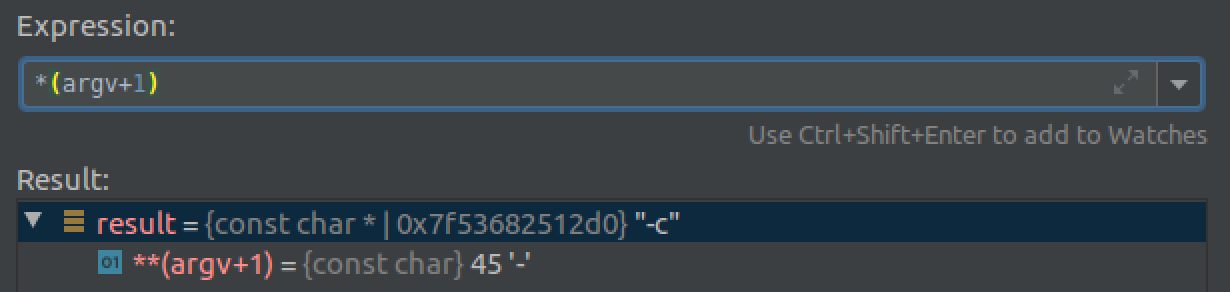 Expression:
*(argv+1)
Use Ctrl+Shift+Enter to add to Watches
Result:
result = {const char * | 0x7f53682512d0} "-c"
01 **(argv+1) = {const char} 45 '-'